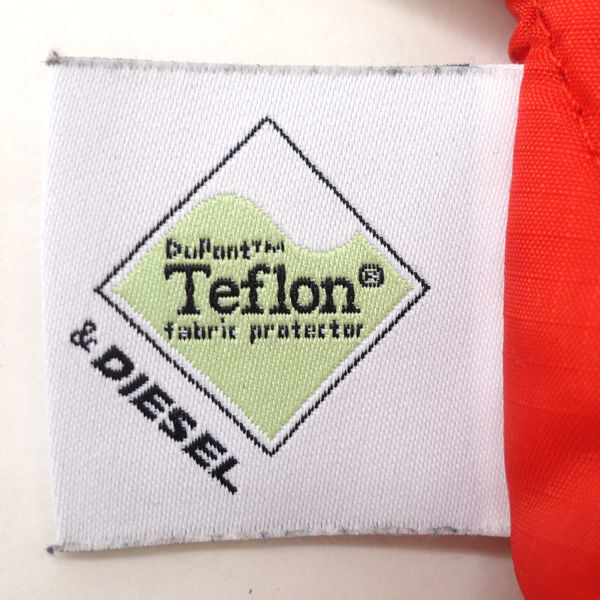 DuPont™
Teflon®
fabric protector
& DIESEL